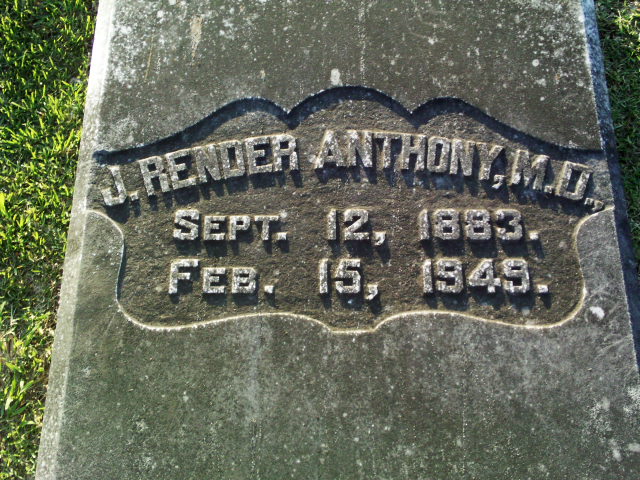 J. RENDER ANTHONY, M.D.,
SEPT. 12, 1883.
FEB. 15, 1949.